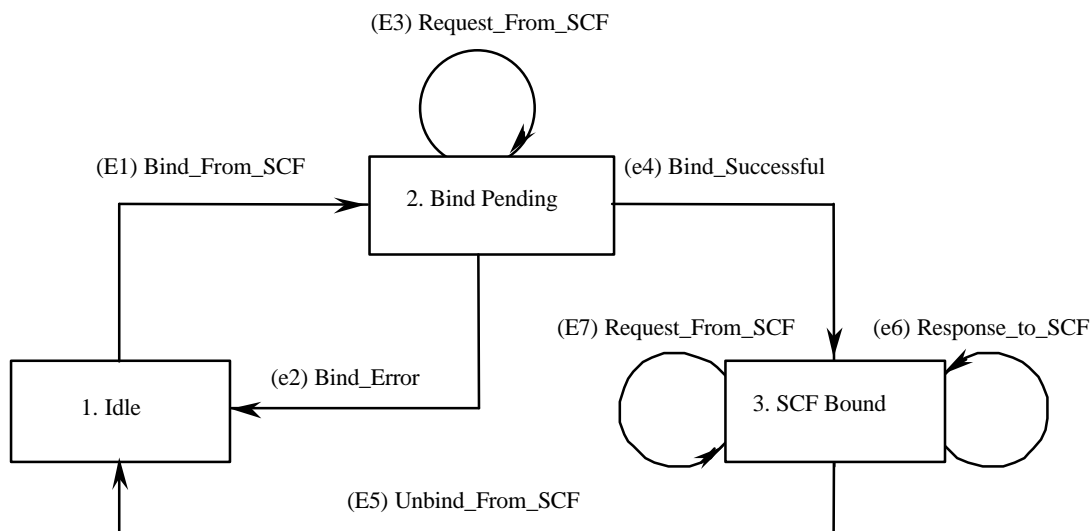 (E3) Request_From_SCF
(E1) Bind_From_SCF
(e4) Bind_Successful
2. Bind Pending
(E7) Request_From_SCF
(e6) Response_to_SCF
(e2) Bind_Error
1. Idle
3. SCF Bound
(E5) Unbind_From_SCF